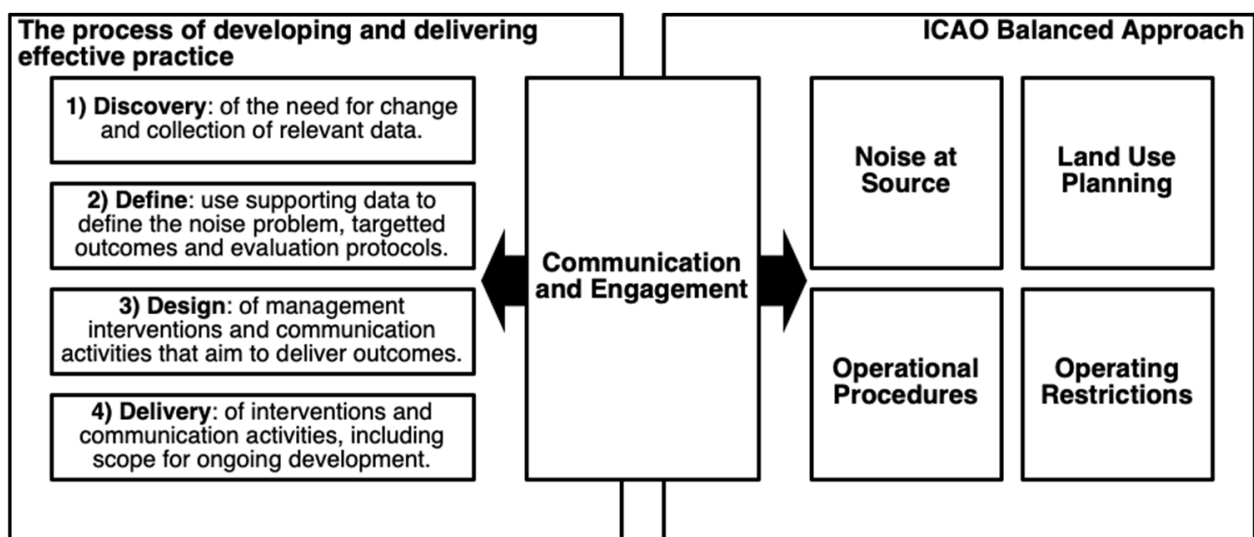 The process of developing and delivering
effective practice
1) Discovery: of the need for change
and collection of relevant data.
2) Define: use supporting data to
define the noise problem, targetted
outcomes and evaluation protocols.
3) Design: of management
interventions and communication
activities that aim to deliver outcomes.
4) Delivery: of interventions and
communication activities, including
scope for ongoing development.
Communication
and Engagement
ICAO Balanced Approach
Noise at
Source
Land Use
Planning
Operational
Procedures
Operating
Restrictions